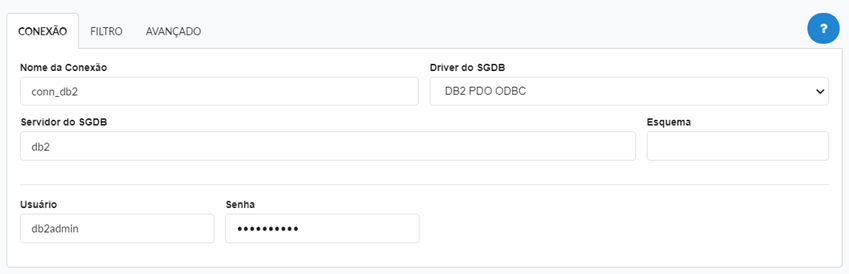 CONEXÃO FILTRO AVANÇADO ?
Nome da Conexão Driver do SGDB
conn_db2 DB2 PDO ODBC
Servidor do SGDB Esquema
db2
Usuário Senha
db2admin ••••••••••